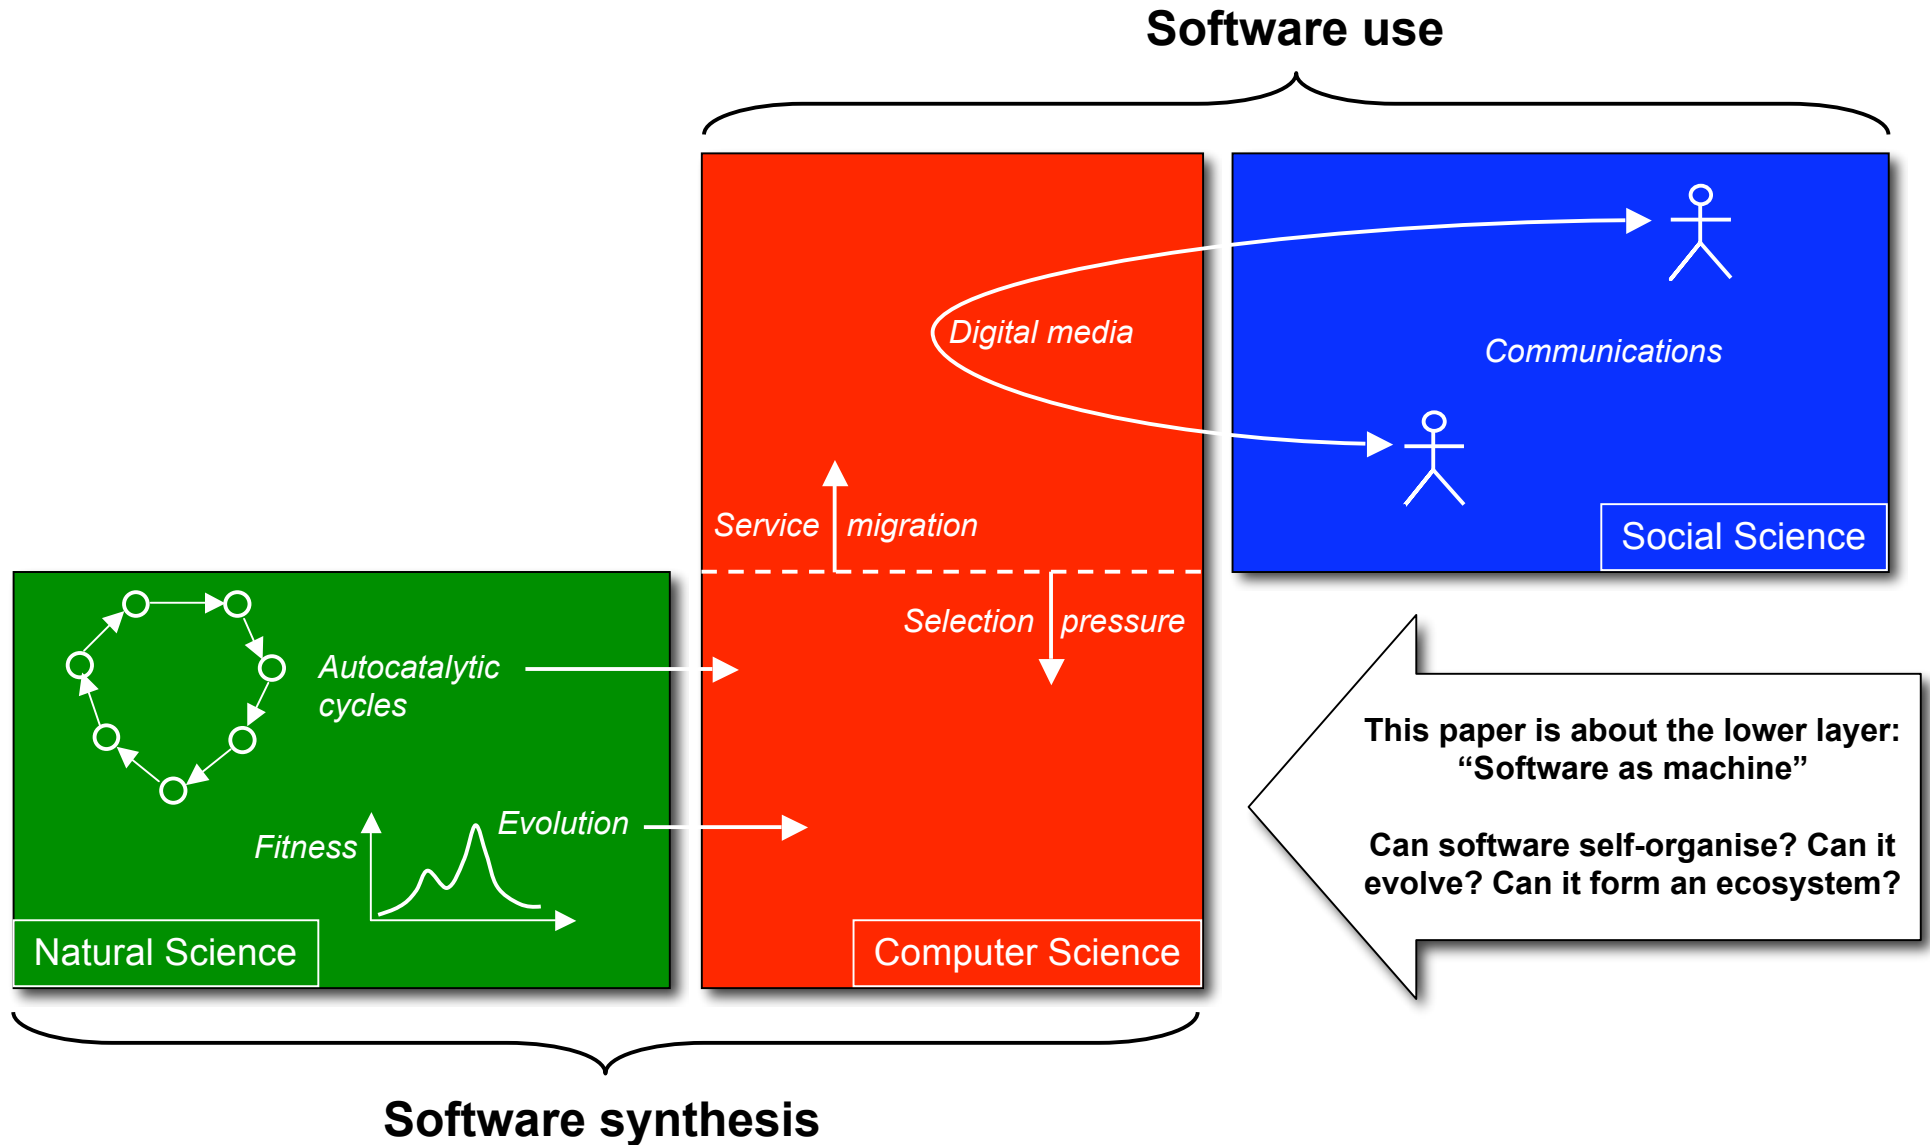 Software use
Digital media
Communications
Service migration
Social Science
Selection pressure
Autocatalytic
cycles
Evolution
Fitness
Natural Science
Computer Science
This paper is about the lower layer:
“Software as machine”
Can software self-organise? Can it
evolve? Can it form an ecosystem?
Software synthesis